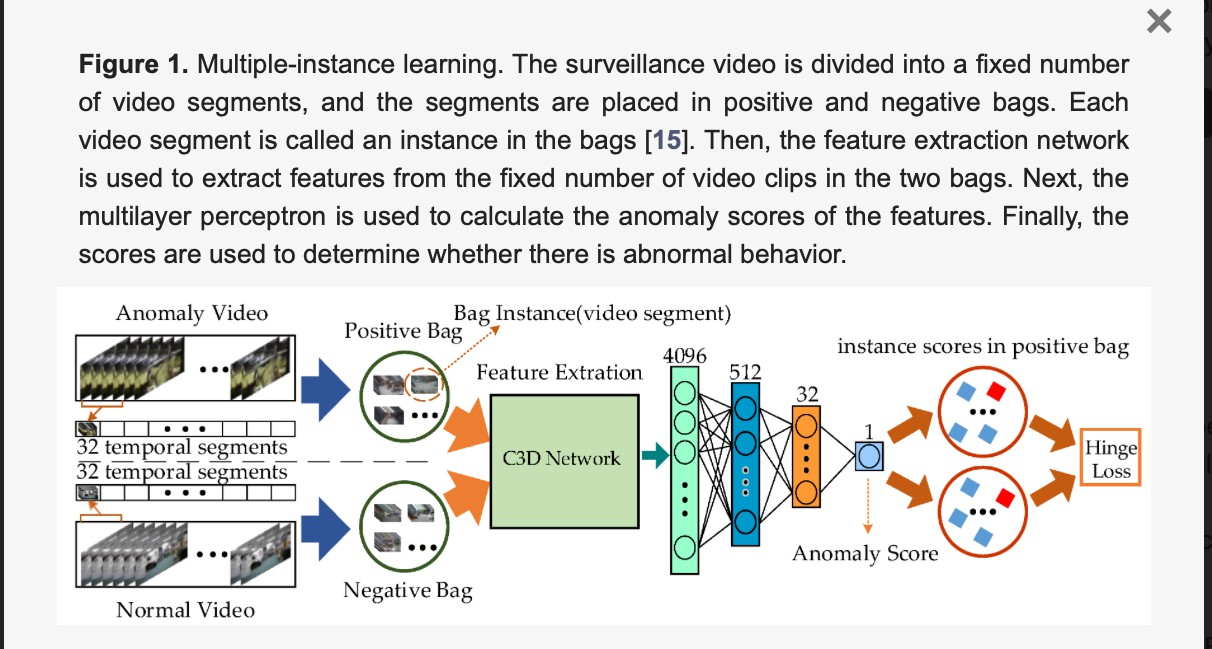 Figure 1. Multiple-instance learning. The surveillance video is divided into a fixed number
of video segments, and the segments are placed in positive and negative bags. Each
video segment is called an instance in the bags [15]. Then, the feature extraction network
is used to extract features from the fixed number of video clips in the two bags. Next, the
multilayer perceptron is used to calculate the anomaly scores of the features. Finally, the
scores are used to determine whether there is abnormal behavior.
Anomaly Video
Bag Instance(video segment)
Positive Bag
4096
instance scores in positive bag
Feature Extration
512
32
32 temporal segments
1
C3D Network
Hinge
Loss
32 temporal segments
Anomaly Score
Negative Bag
Normal Video